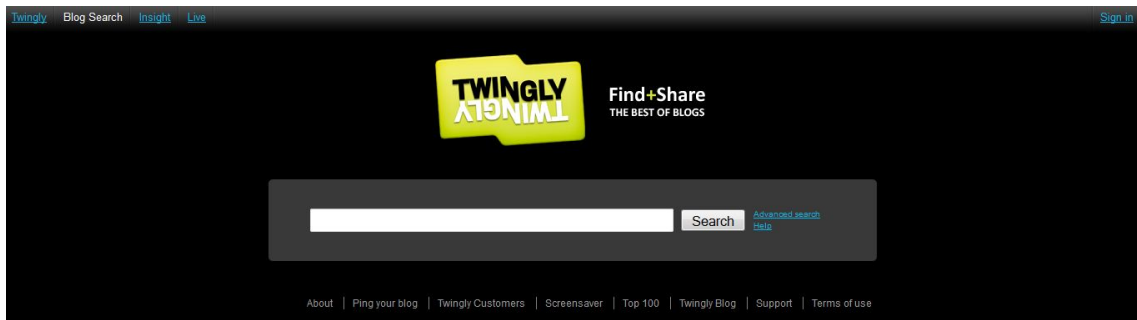 Twingly Blog Search Insight Live Sign in
TWINGLY
TWINGLY
Find+Share
THE BEST OF BLOGS
Search
Advanced search
Help
About | Ping your blog | Twingly Customers | Screensaver | Top 100 | Twingly Blog | Support | Terms of use